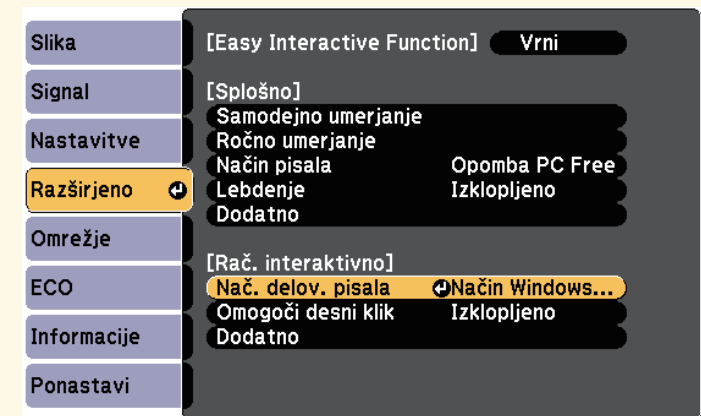 Slika
Signal
Nastavitve
Razširjeno
Omrežje
ECO
Informacije
Ponastavi
[Easy Interactive Function] Vrni
[Splošno]
Samodejno umerjanje
Ročno umerjanje
Način pisala Opomba PC Free
Lebdenje Izklopljeno
Dodatno
[Rač. interaktivno]
Nač. delov. pisala Način Windows...
Omogoči desni klik Izklopljeno
Dodatno